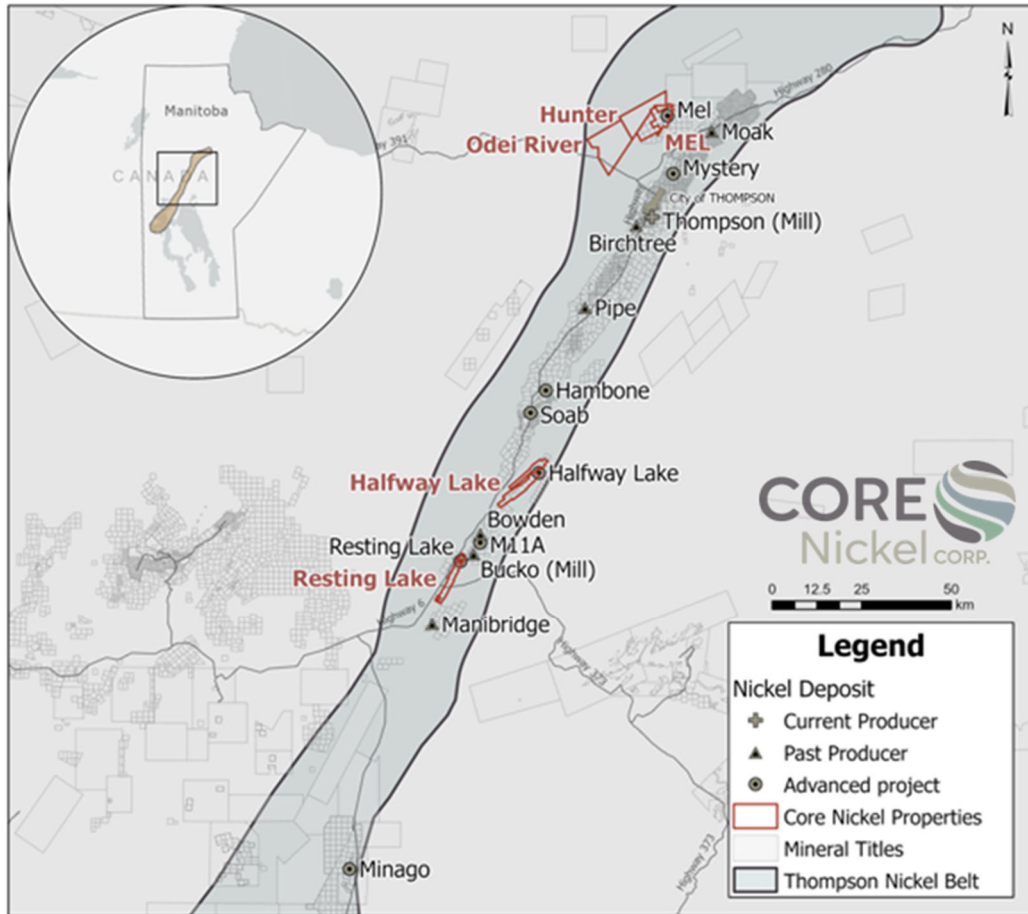 Manitoba
CANADA
N
Highway 280
Mel
Hunter
Moak
Odei River
MEL
way 391
Mystery
City of THOMPSON
Highway
Thompson (Mill)
Birchtree
Pipe
Hambone
Soab
Halfway Lake
Halfway Lake
CORE
Nickel CORP.
Bowden
M11A
Resting Lake
Bucko (Mill)
Resting Lake
Highway 6
Manibridge
0 12.5 25 50
km
Highway 373
Highway 373
Minago
Legend
Nickel Deposit
Current Producer
Past Producer
Advanced project
Core Nickel Properties
Mineral Titles
Thompson Nickel Belt